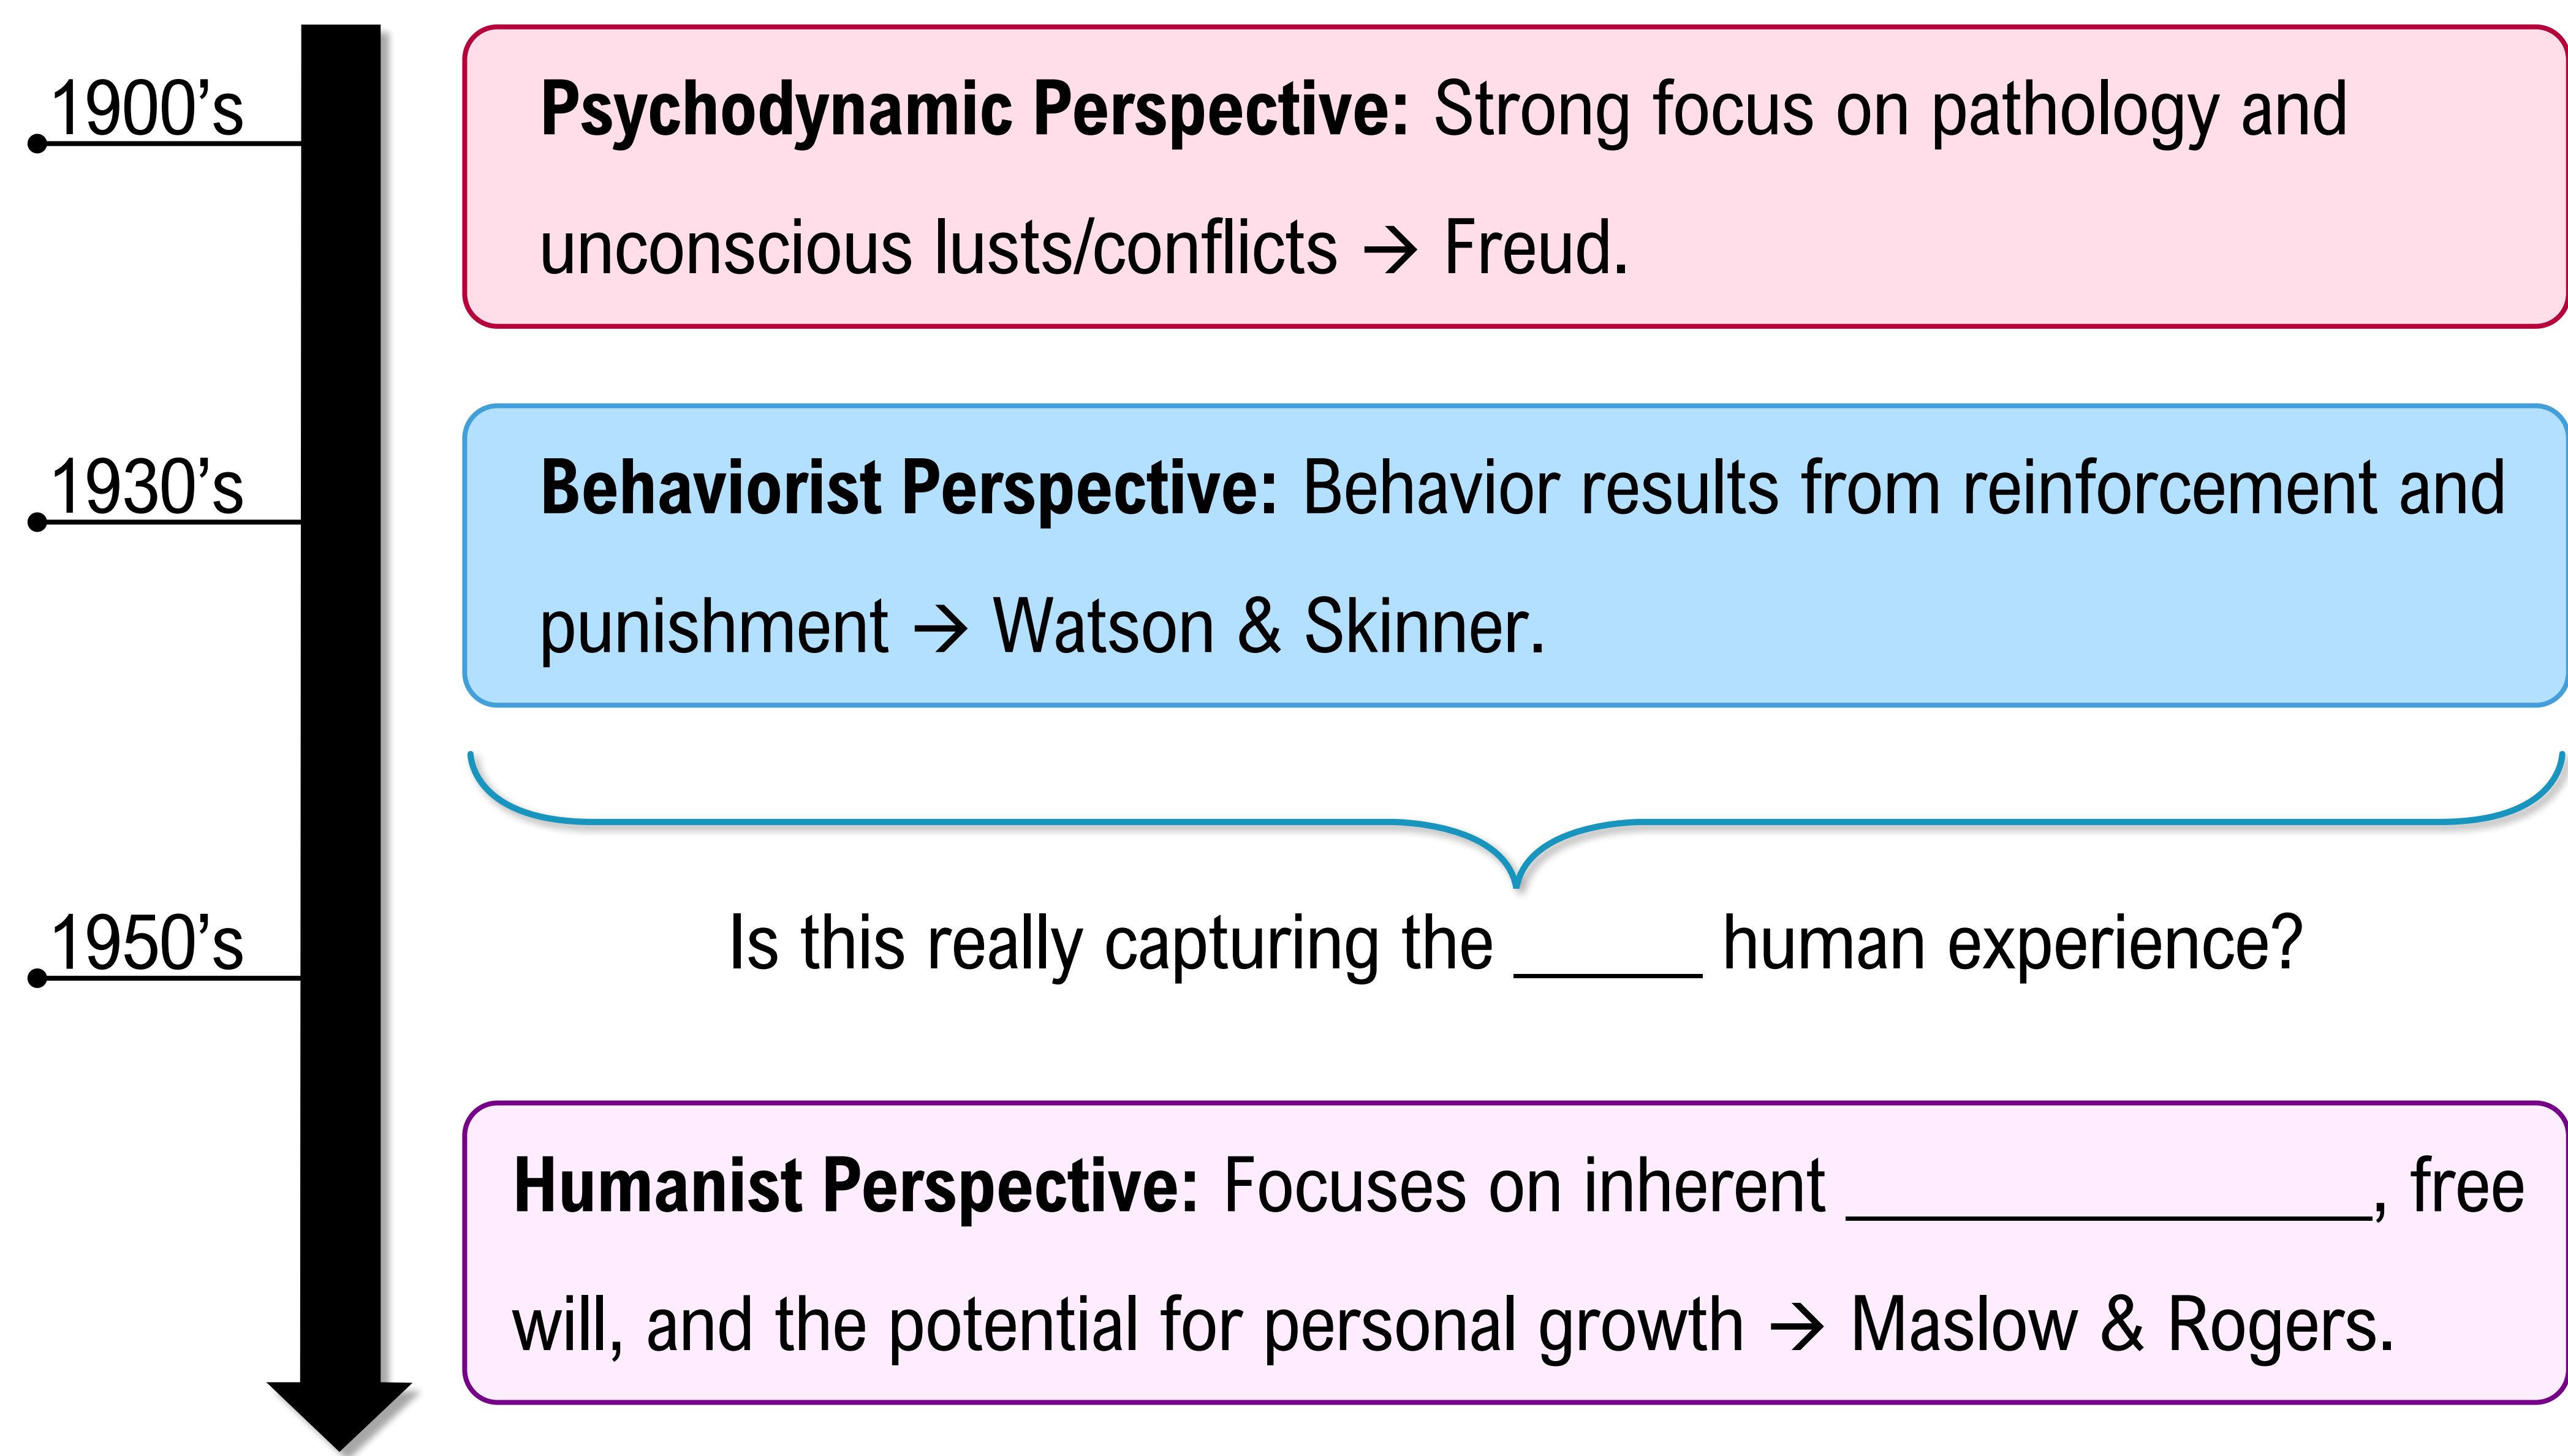 1900’s
Psychodynamic Perspective: Strong focus on pathology and
unconscious lusts/conflicts → Freud.
1930’s
Behaviorist Perspective: Behavior results from reinforcement and
punishment → Watson & Skinner.
1950’s
Is this really capturing the _____ human experience?
Humanist Perspective: Focuses on inherent ______________, free
will, and the potential for personal growth → Maslow & Rogers.